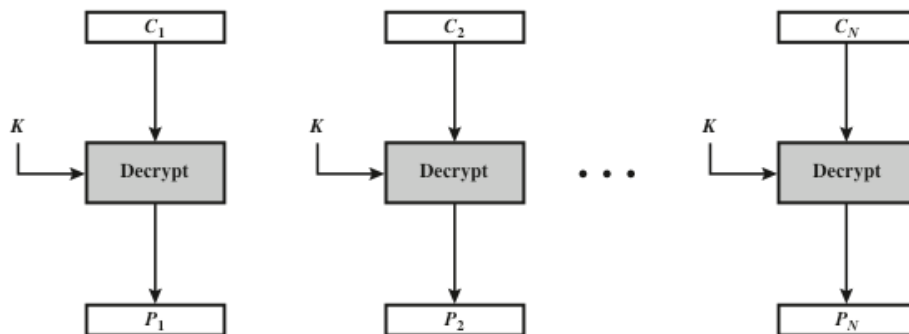 C1 C2 CN
K K K
Decrypt Decrypt • • • Decrypt
P1 P2 PN